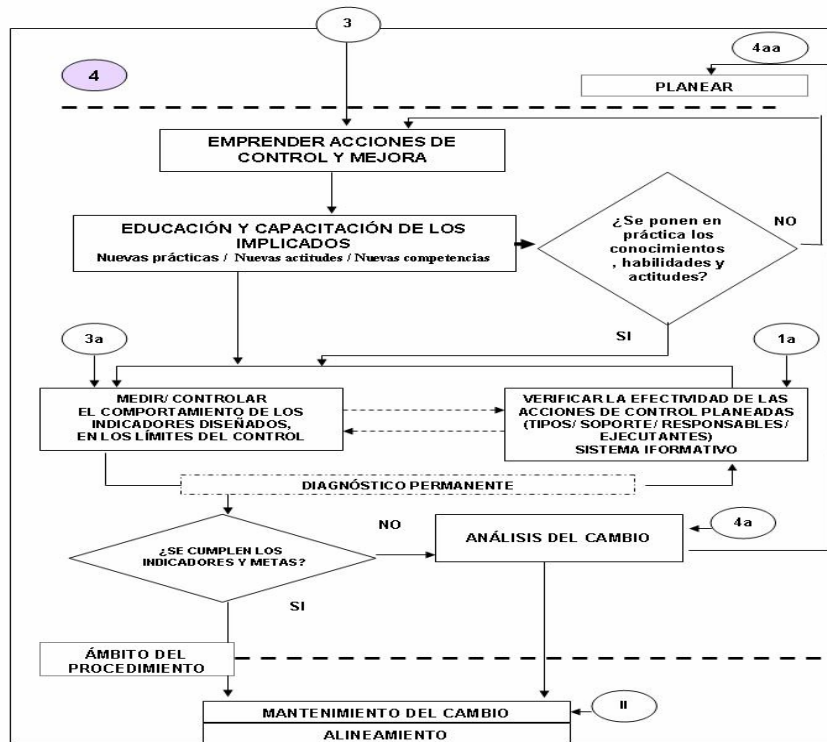 3
4aa
4
PLANEAR
EMPRENDER ACCIONES DE
CONTROL Y MEJORA
EDUCACIÓN Y CAPACITACIÓN DE LOS
IMPLICADOS
Nuevas prácticas / Nuevas actitudes / Nuevas competencias
¿Se ponen en
práctica los
conocimientos
, habilidades y
actitudes?
NO
SI
3a
1a
MEDIR/ CONTROLAR
EL COMPORTAMIENTO DE LOS
INDICADORES DISEÑADOS,
EN LOS LÍMITES DEL CONTROL
VERIFICAR LA EFECTIVIDAD DE LAS
ACCIONES DE CONTROL PLANEADAS
(TIPOS/ SOPORTE/ RESPONSABLES/
EJECUTANTES)
SISTEMA IFORMATIVO
DIAGNÓSTICO PERMANENTE
¿SE CUMPLEN LOS
INDICADORES Y METAS?
NO
SI
ANÁLISIS DEL CAMBIO
4a
ÁMBITO DEL
PROCEDIMIENTO
MANTENIMIENTO DEL CAMBIO
II
ALINEAMIENTO